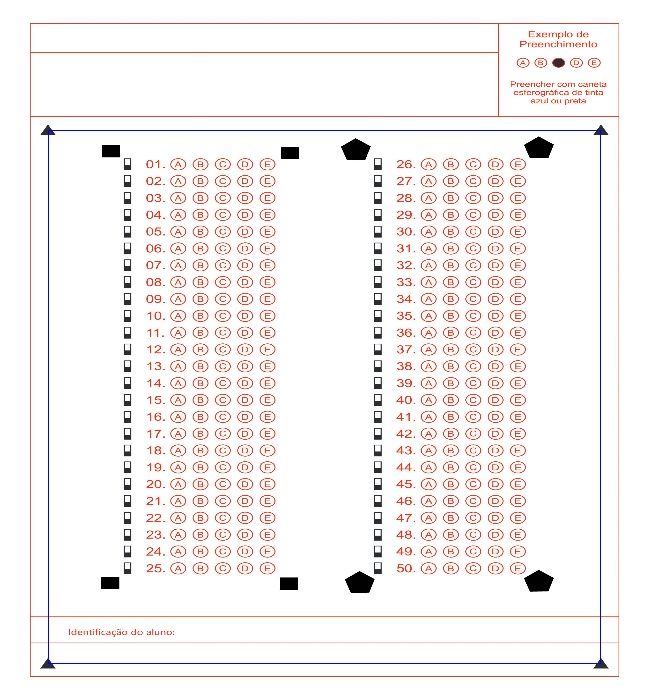 Exemplo de
Preenchimento
A B D E
Preencher com caneta
esferográfica de tinta
azul ou preta
01. A B C D E
02. A B C D E
03. A B C D E
04. A B C D E
05. A B C D E
06. A B C D E
07. A B C D E
08. A B C D E
09. A B C D E
10. A B C D E
11. A B C D E
12. A B C D E
13. A B C D E
14. A B C D E
15. A B C D E
16. A B C D E
17. A B C D E
18. A B C D E
19. A B C D E
20. A B C D E
21. A B C D E
22. A B C D E
23. A B C D E
24. A B C D E
25. A B C D E
26. A B C D E
27. A B C D E
28. A B C D E
29. A B C D E
30. A B C D E
31. A B C D E
32. A B C D E
33. A B C D E
34. A B C D E
35. A B C D E
36. A B C D E
37. A B C D E
38. A B C D E
39. A B C D E
40. A B C D E
41. A B C D E
42. A B C D E
43. A B C D E
44. A B C D E
45. A B C D E
46. A B C D E
47. A B C D E
48. A B C D E
49. A B C D E
50. A B C D E
Identificação do aluno: